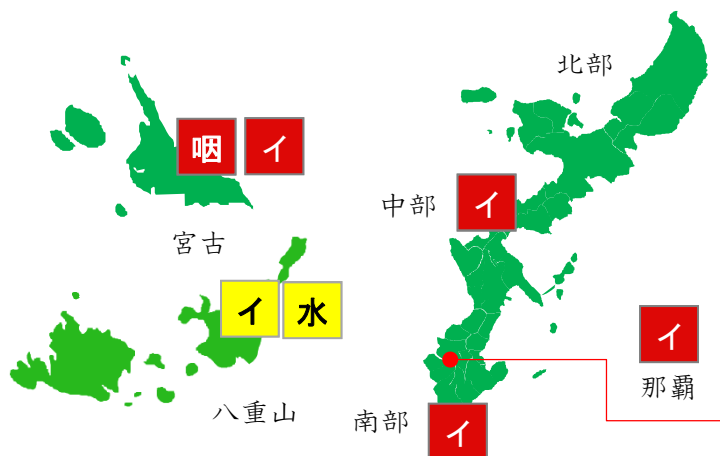 北部
咽 イ
イ
中部
宮古
イ 水
イ
那覇
八重山
南部
イ